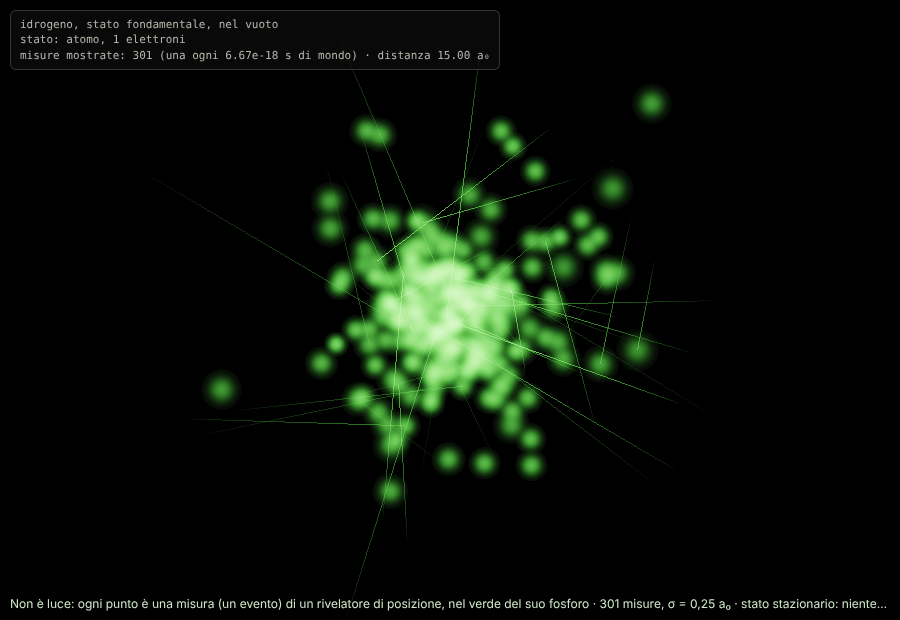 idrogeno, stato fondamentale, nel vuoto
stato: atomo, 1 elettroni
misure mostrate: 301 (una ogni 6.67e-18 s di mondo) · distanza 15.00 a₀
Non è luce: ogni punto è una misura (un evento) di un rivelatore di posizione, nel verde del suo fosforo · 301 misure, σ = 0,25 a₀ · stato stazionario: niente...